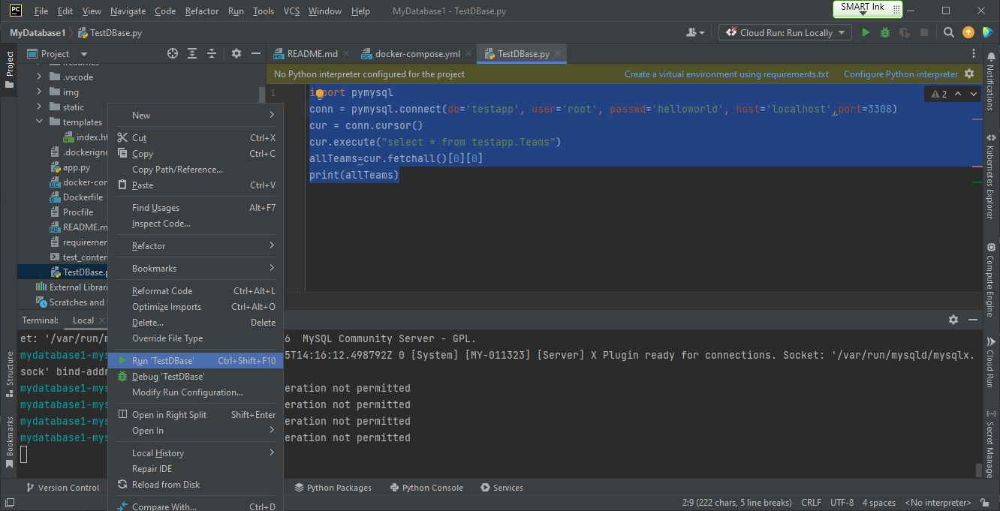 PC File Edit View Navigate Code Refactor Run Tools VCS Window Help MyDatabase1 - TestDBase.py
SMART Ink
MyDatabase1 TestDBase.py
Cloud Run: Run Locally
Project
Project
README.md docker-compose.yml TestDBase.py
No Python interpreter configured for the project
Create a virtual environment using requirements.txt Configure Python interpreter
.vscode
img
static
templates
index.ht
.dockerigno
app.py
docker-con
Dockerfile
Procfile
README.m
requiremen
test_conten
TestDBase.p
External Librari
Scratches and
1
2
import pymysql
conn = pymysql.connect(db='testapp', user='root', passwd='helloworld', host='localhost',port=3308)
cur = conn.cursor()
cur.execute("select * from testapp.Teams")
allTeams=cur.fetchall()[0][0]
print(allTeams)
New
Cut Ctrl+X
Copy Ctrl+C
Copy Path/Reference...
Paste Ctrl+V
Find Usages Alt+F7
Inspect Code...
Refactor
Bookmarks
Reformat Code Ctrl+Alt+L
Optimize Imports Ctrl+Alt+O
Delete... Delete
Override File Type
Run 'TestDBase' Ctrl+Shift+F10
Debug 'TestDBase'
Modify Run Configuration...
Open in Right Split Shift+Enter
Open In
Local History
Repair IDE
Reload from Disk
Compare With... Ctrl+D
Terminal: Local
et: '/var/run/m 6 MySQL Community Server - GPL.
mydatabase1-mys 5T14:16:12.498792Z 0 [System] [MY-011323] [Server] X Plugin ready for connections. Socket: '/var/run/mysqld/mysqlx.
sock' bind-addr
mydatabase1-mys eration not permitted
mydatabase1-mys eration not permitted
mydatabase1-mys eration not permitted
mydatabase1-mys eration not permitted
Structure
Bookmarks
Notifications
Kubernetes Explorer
Compute Engine
Cloud Run
Secret Manage
Version Control
Python Packages Python Console Services
2:9 (222 chars, 5 line breaks) CRLF UTF-8 4 spaces <No interpreter>